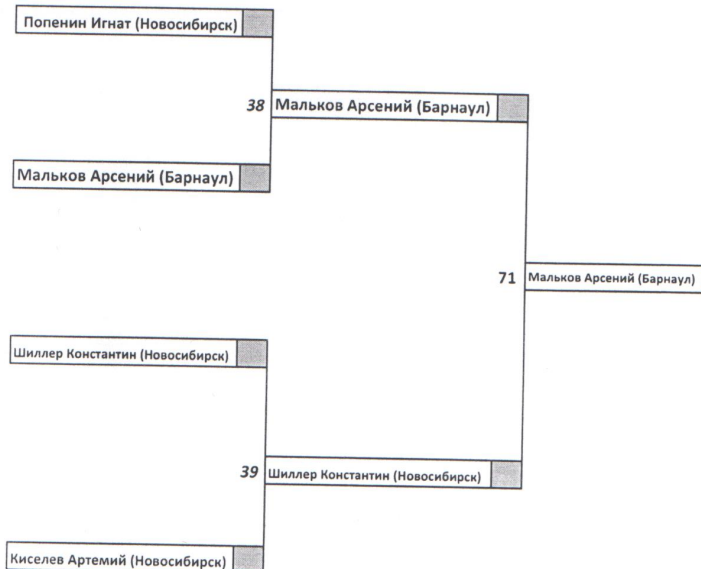 Попенин Игнат (Новосибирск)
38 Мальков Арсений (Барнаул)
Мальков Арсений (Барнаул)
71 Мальков Арсений (Барнаул)
Шиллер Константин (Новосибирск)
39 Шиллер Константин (Новосибирск)
Киселев Артемий (Новосибирск)